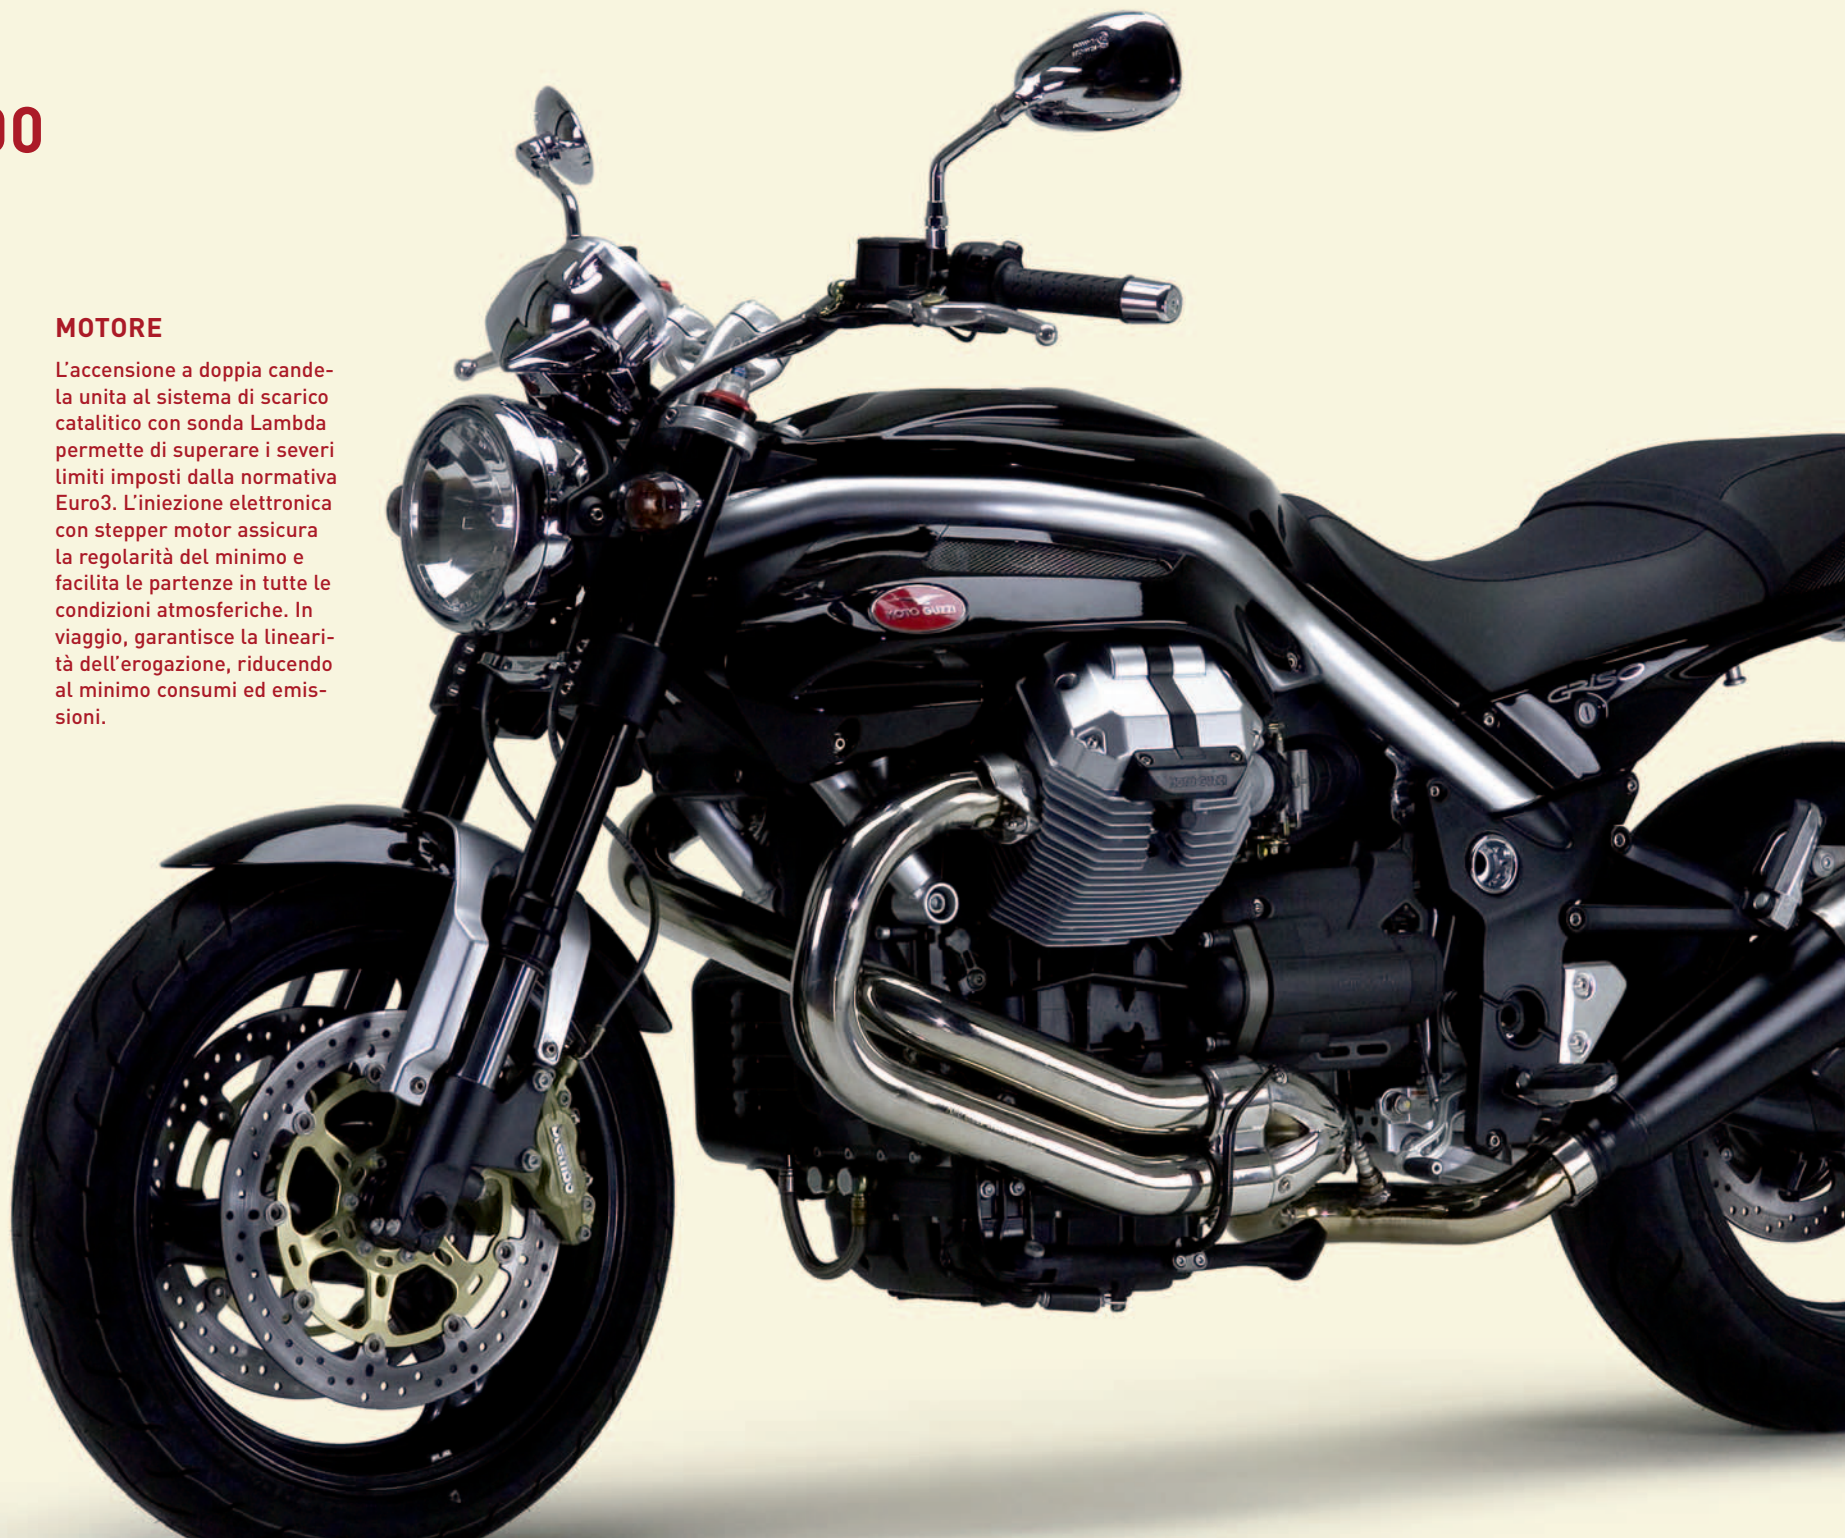 00
MOTORE
L'accensione a doppia cande-
la unita al sistema di scarico
catalitico con sonda Lambda
permette di superare i severi
limiti imposti dalla normativa
Euro3. L'iniezione elettronica
con stepper motor assicura
la regolarità del minimo e
facilita le partenze in tutte le
condizioni atmosferiche. In
viaggio, garantisce la lineari-
tà dell'erogazione, riducendo
al minimo consumi ed emis-
sioni.
MOTO GUZZI
GRISO
MOTO GUZZI
brembo